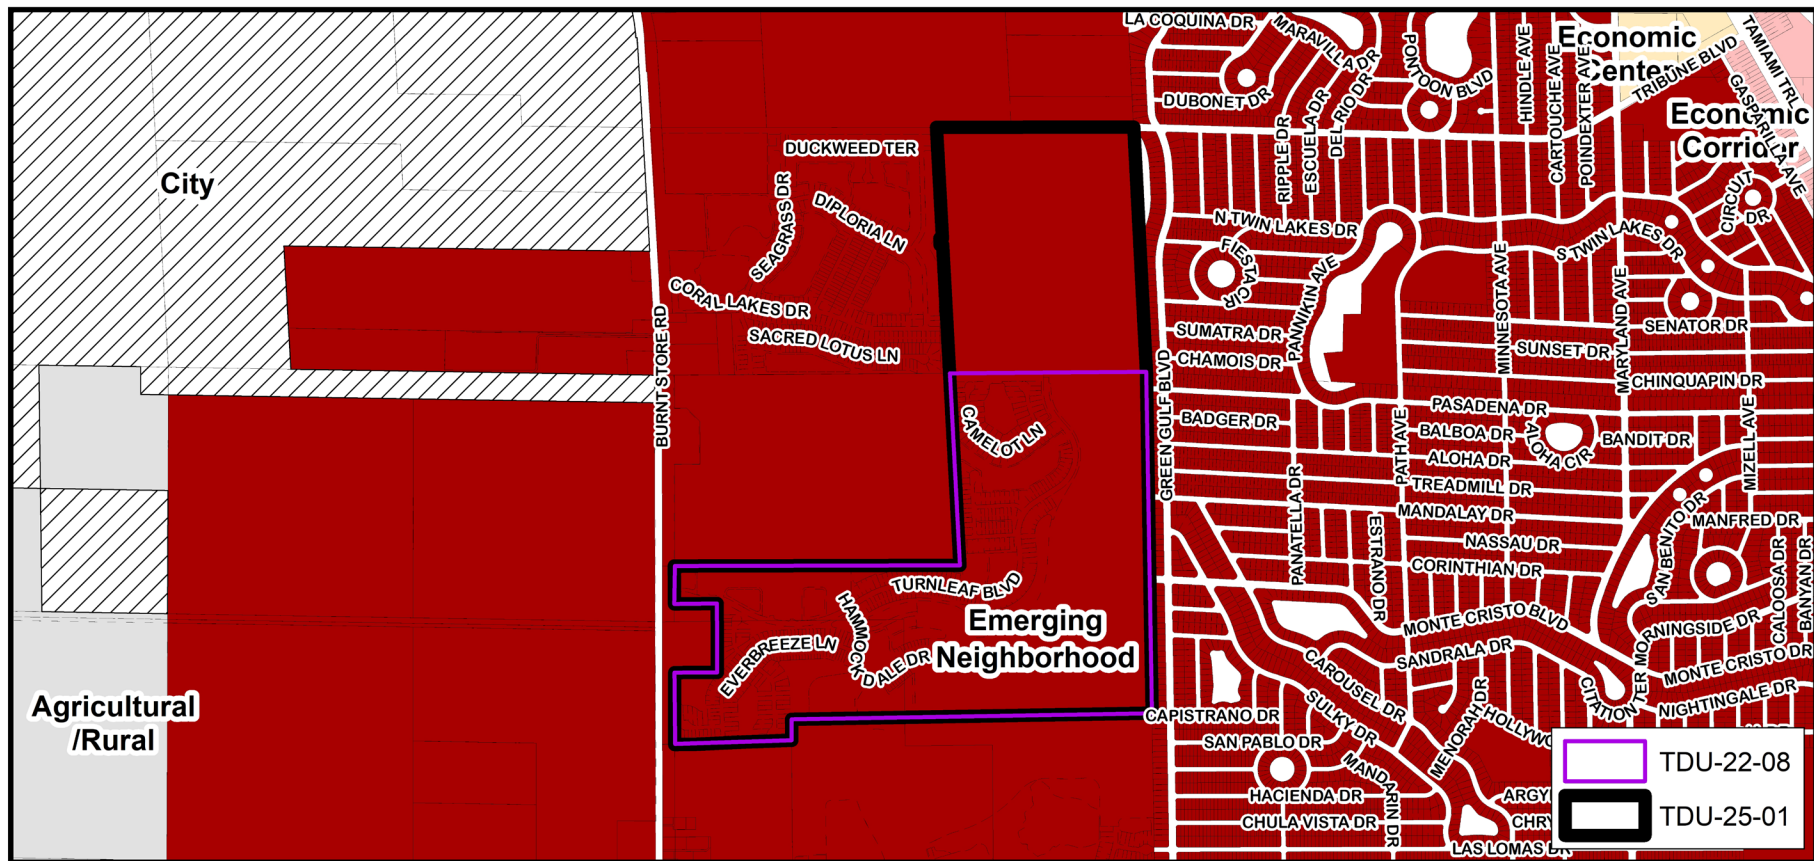 LA COQUINA DR
MARAVILLA DR
PONTOON BLVD
HINDLE AVE
CARTOUCHE AVE
POINDEXTER AVE
Economic
Center
TRIBUNE BLVD
TAMIAMI TRL
GASPARILLA AVE
Economic
Corridor
DUBONET DR
RIPPLE DR
ESCUELA DR
DEL RIO DR
CIRCUIT
DR
City
DUCKWEED TER
SEAGRASS DR
DIPLORIA LN
CORAL LAKES DR
SACRED LOTUS LN
BURNT STORE RD
N TWIN LAKES DR
S TWIN LAKES DR
FIESTA CIR
PANNIKIN AVE
MINNESOTA AVE
MARYLAND AVE
SUMATRA DR
CHAMOIS DR
SENATOR DR
SUNSET DR
CHINQUAPIN DR
GREEN GULF BLVD
BADGER DR
PASADENA DR
BALBOA DR
ALOHA CIR
BANDIT DR
MIZELL AVE
PATH AVE
ALOHA DR
TREADMILL DR
MANDALAY DR
NASSAU DR
CORINTHIAN DR
PANATELLA DR
ESTRANO DR
SAN BENITO DR
MANFRED DR
CALOOSA DR
BANYAN DR
CAMELOT LN
TURNLEAF BLVD
HAMMOCK DALE DR
EVERBREEZE LN
Emerging
Neighborhood
MONTE CRISTO BLVD
SANDRALA DR
MORNINGSIDE DR
MONTE CRISTO DR
NIGHTINGALE DR
CITATION
CAROUSEL DR
SULKY DR
MENORAH DR
CAPISTRANO DR
SAN PABLO DR
MANDARIN DR
HACIENDA DR
CHULA VISTA DR
LAS LOMAS DR
Agricultural
/Rural
TDU-22-08
TDU-25-01